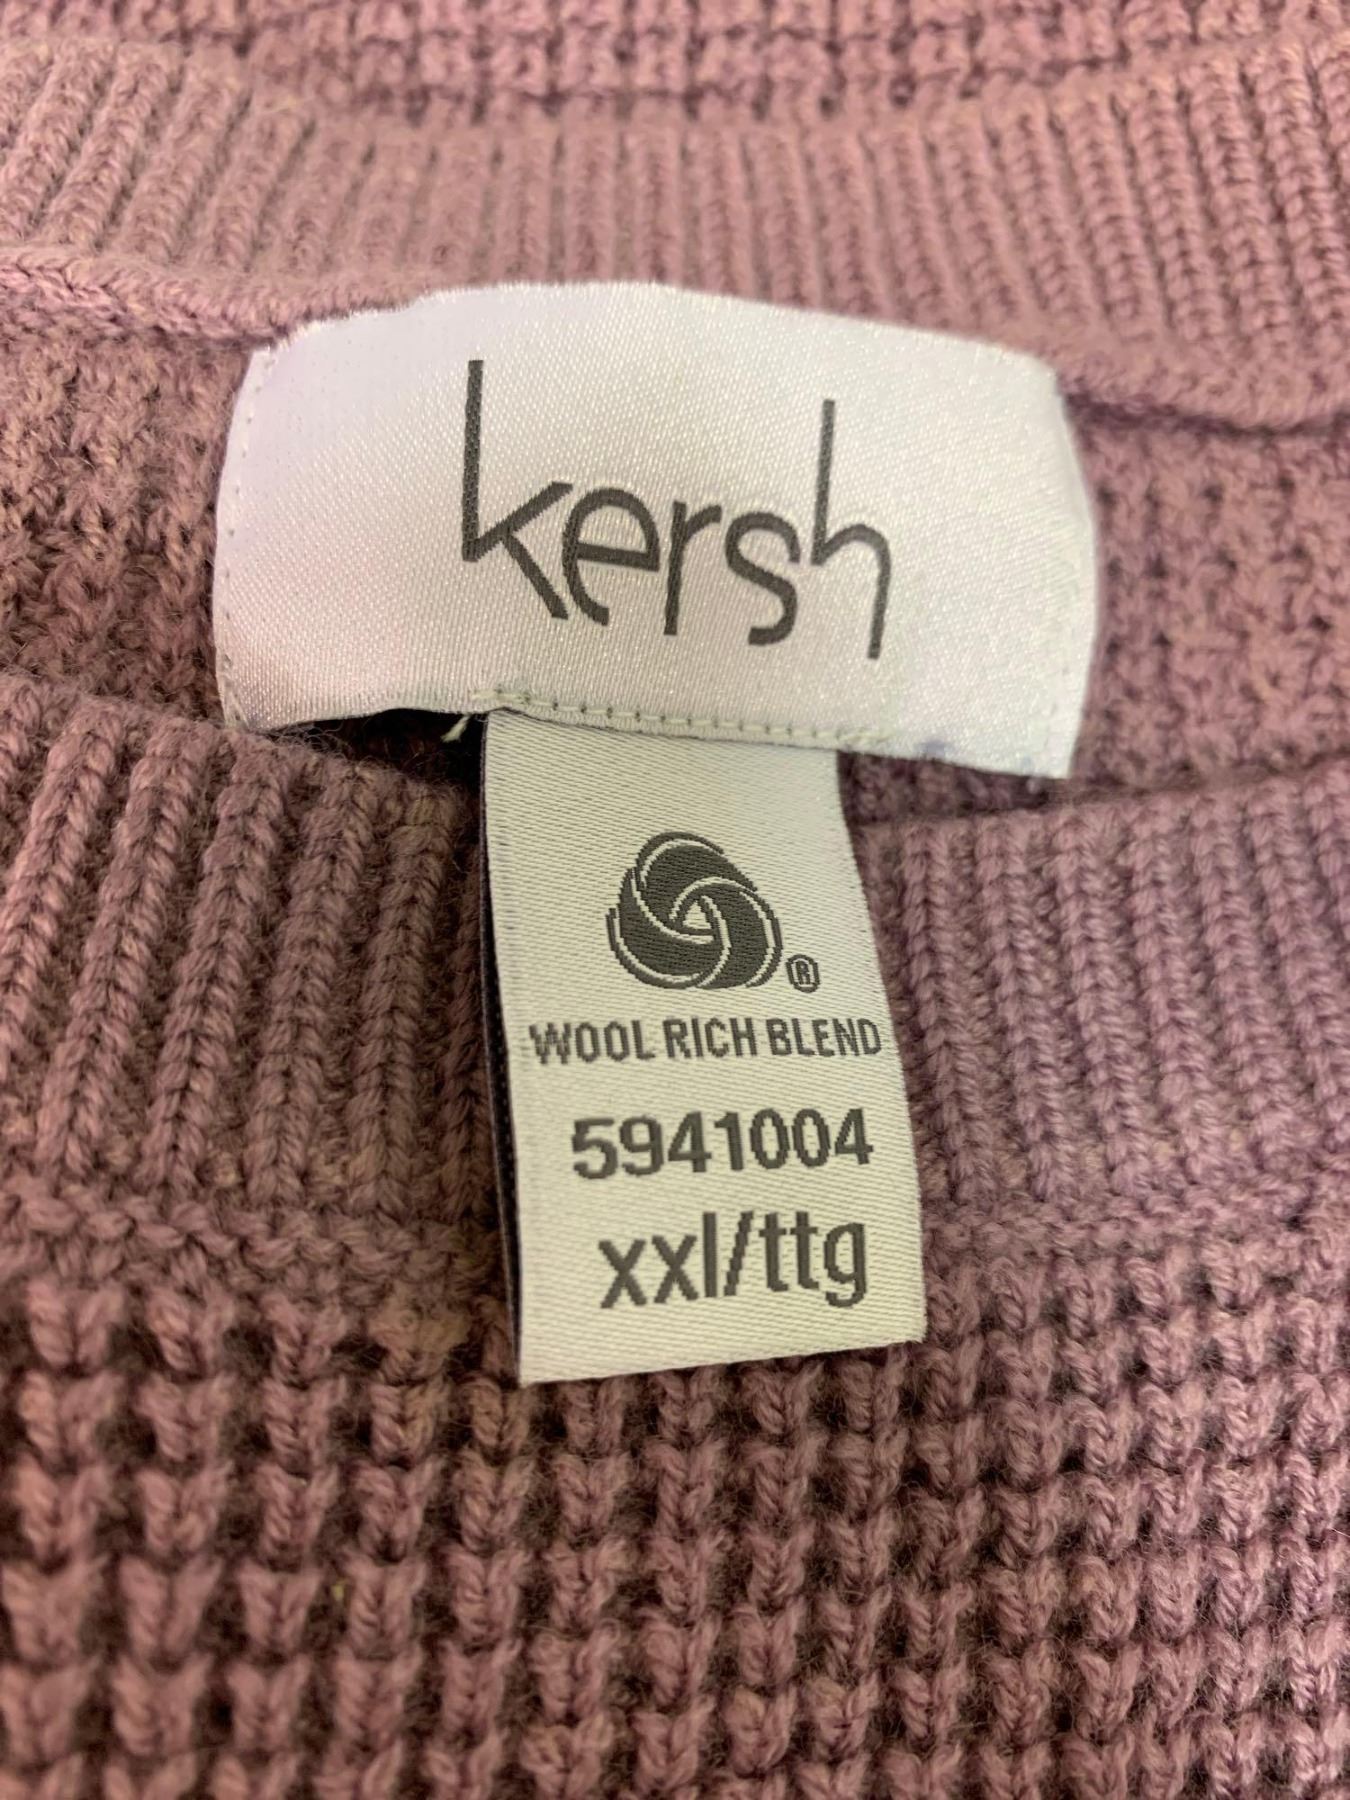 kersh
®
WOOL RICH BLEND
5941004
xxl/ttg